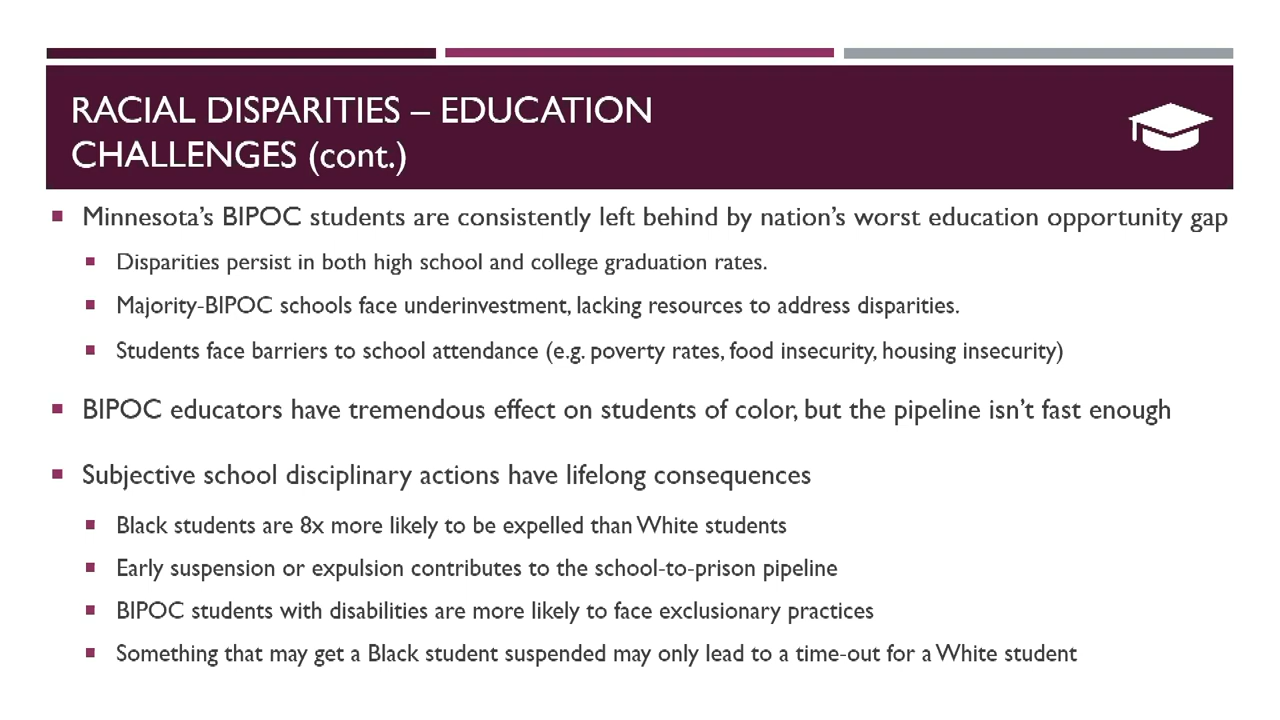 RACIAL DISPARITIES – EDUCATION
CHALLENGES (cont.)
Minnesota’s BIPOC students are consistently left behind by nation’s worst education opportunity gap
Disparities persist in both high school and college graduation rates.
Majority-BIPOC schools face underinvestment, lacking resources to address disparities.
Students face barriers to school attendance (e.g. poverty rates, food insecurity, housing insecurity)
BIPOC educators have tremendous effect on students of color, but the pipeline isn’t fast enough
Subjective school disciplinary actions have lifelong consequences
Black students are 8x more likely to be expelled than White students
Early suspension or expulsion contributes to the school-to-prison pipeline
BIPOC students with disabilities are more likely to face exclusionary practices
Something that may get a Black student suspended may only lead to a time-out for a White student